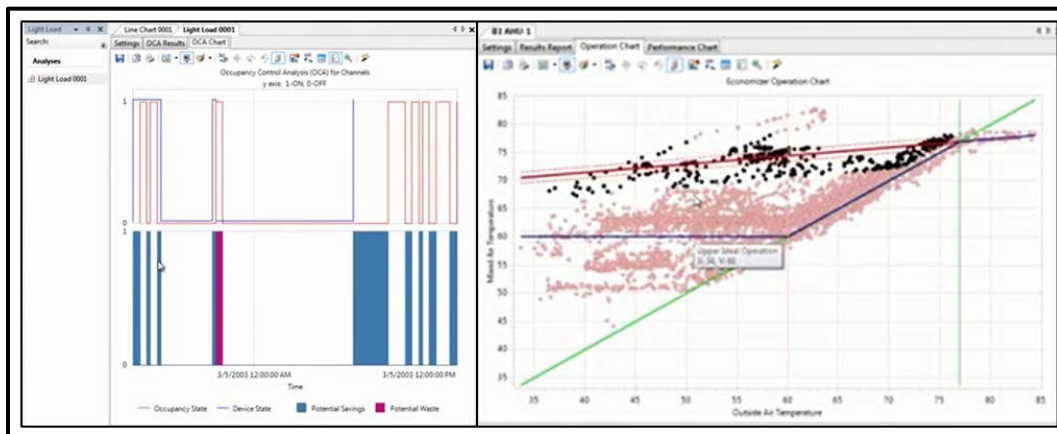 Light Load
Search:
Analyses
Light Load 0001
Line Chart 0001 Light Load 0001
Settings OCA Results OCA Chart
Occupancy Control Analysis (OCA) for Channels
y axis: 1-ON, 0-OFF
1
0
1
0
3/5/2003 12:00:00 AM 3/5/2003 12:00:00 PM
Time
Occupancy State Device State Potential Savings Potential Waste
B1 AHU-1
Settings Results Report Operation Chart Performance Chart
Economizer Operation Chart
85
80
75
70
65
60
55
50
45
40
35
Mixed Air Temperature
Upper Ideal Operation
35 40 45 50 55 60 65 70 75 80 85
Outside Air Temperature